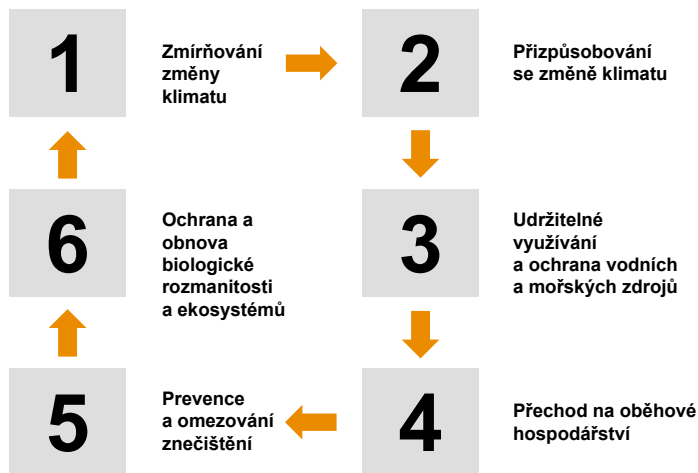 1
Zmírňování
změny
klimatu
2
Přizpůsobování
se změně klimatu
3
Udržitelné
využívání
a ochrana vodních
a mořských zdrojů
4
Přechod na oběhové
hospodářství
5
Prevence
a omezování
znečištění
6
Ochrana a
obnova
biologické
rozmanitosti
a ekosystémů